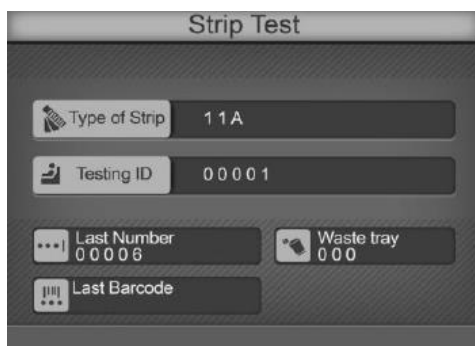 Strip Test
Type of Strip 11A
Testing ID 00001
Last Number
00006
Waste tray
000
Last Barcode